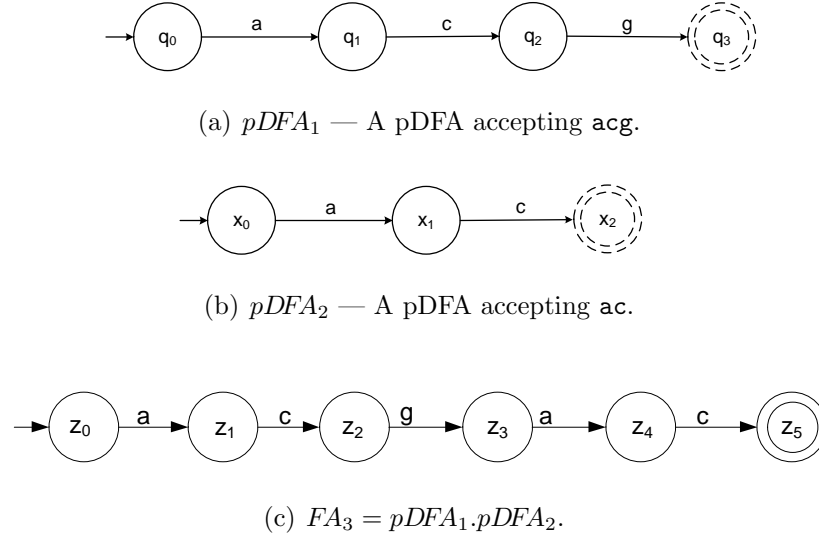 a c g
q₀ q₁ q₂ q₃
(a) pDFA₁ — A pDFA accepting acg.
a c
x₀ x₁ x₂
(b) pDFA₂ — A pDFA accepting ac.
a c g a c
z₀ z₁ z₂ z₃ z₄ z₅
(c) FA₃ = pDFA₁.pDFA₂.